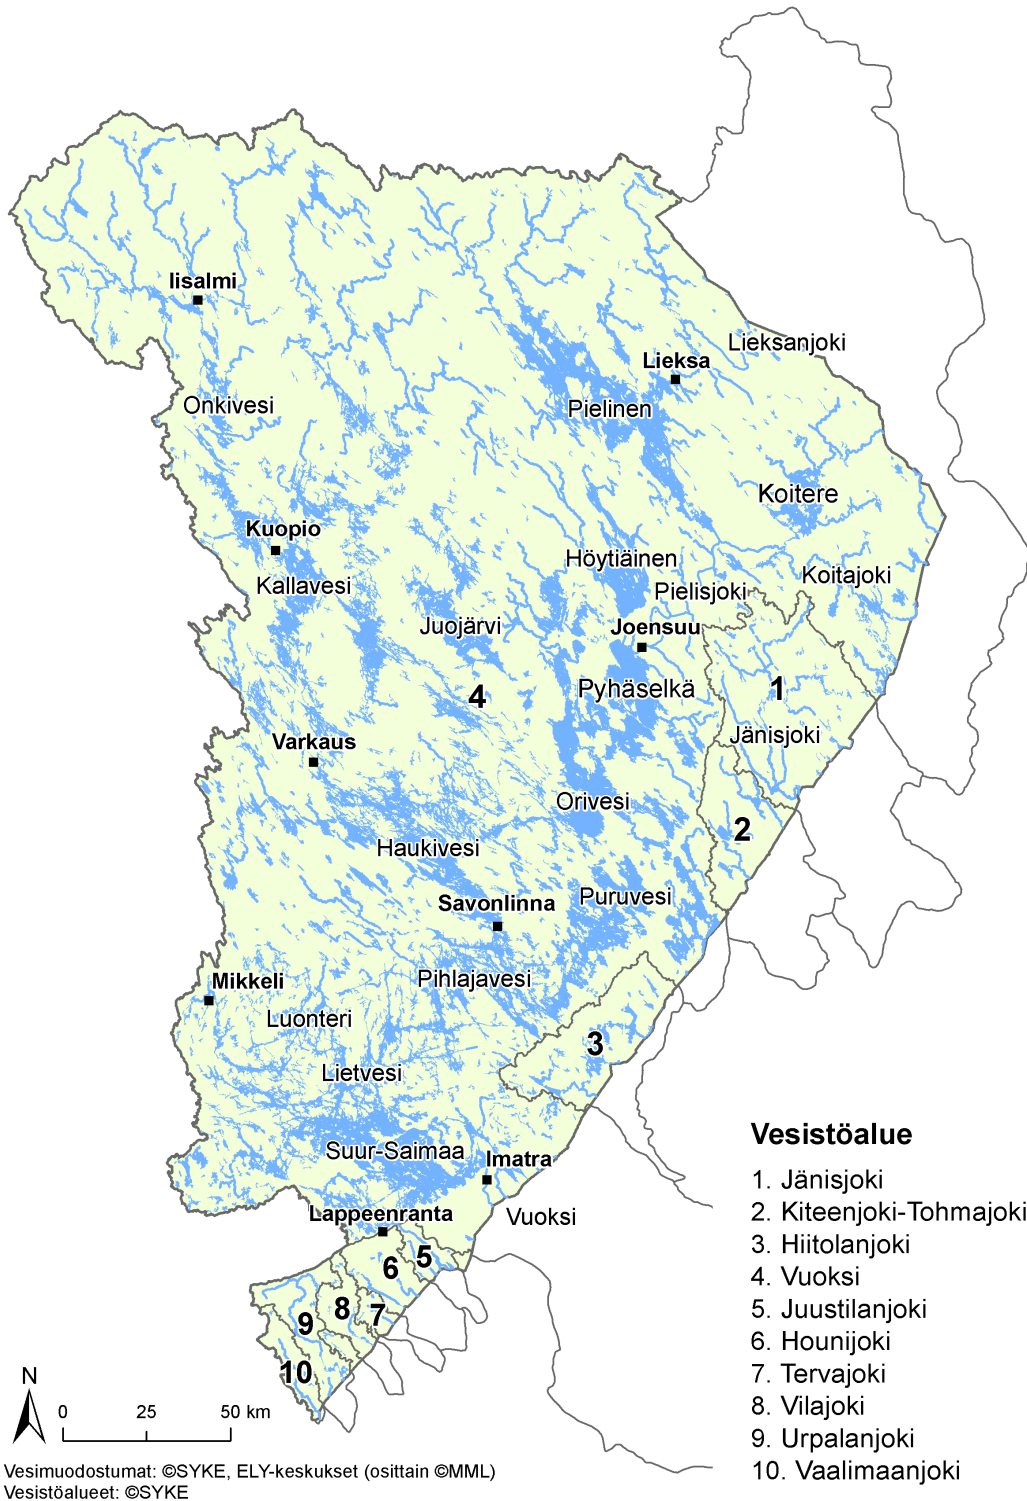 Iisalmi
Lieksanjoki
Lieksa
Onkivesi
Pielinen
Koitere
Kuopio
Höytiäinen
Koitajoki
Kallavesi
Pielisjoki
Juojärvi
Joensuu
4
Pyhäselkä
1
Jänisjoki
Varkaus
Orivesi
2
Haukivesi
Puruvesi
Savonlinna
Pihlajavesi
Mikkeli
Luonteri
3
Lietvesi
Suur-Saimaa
Imatra
Lappeenranta
Vuoksi
5
6
8
7
9
10
Vesistöalue
1. Jänisjoki
2. Kiteenjoki-Tohmajoki
3. Hiitolanjoki
4. Vuoksi
5. Juustilanjoki
6. Hounijoki
7. Tervajoki
8. Vilajoki
9. Urpalanjoki
10. Vaalimaanjoki
N
0 25 50 km
Vesimuodostumat: ©SYKE, ELY-keskukset (osittain ©MML)
Vesistöalueet: ©SYKE